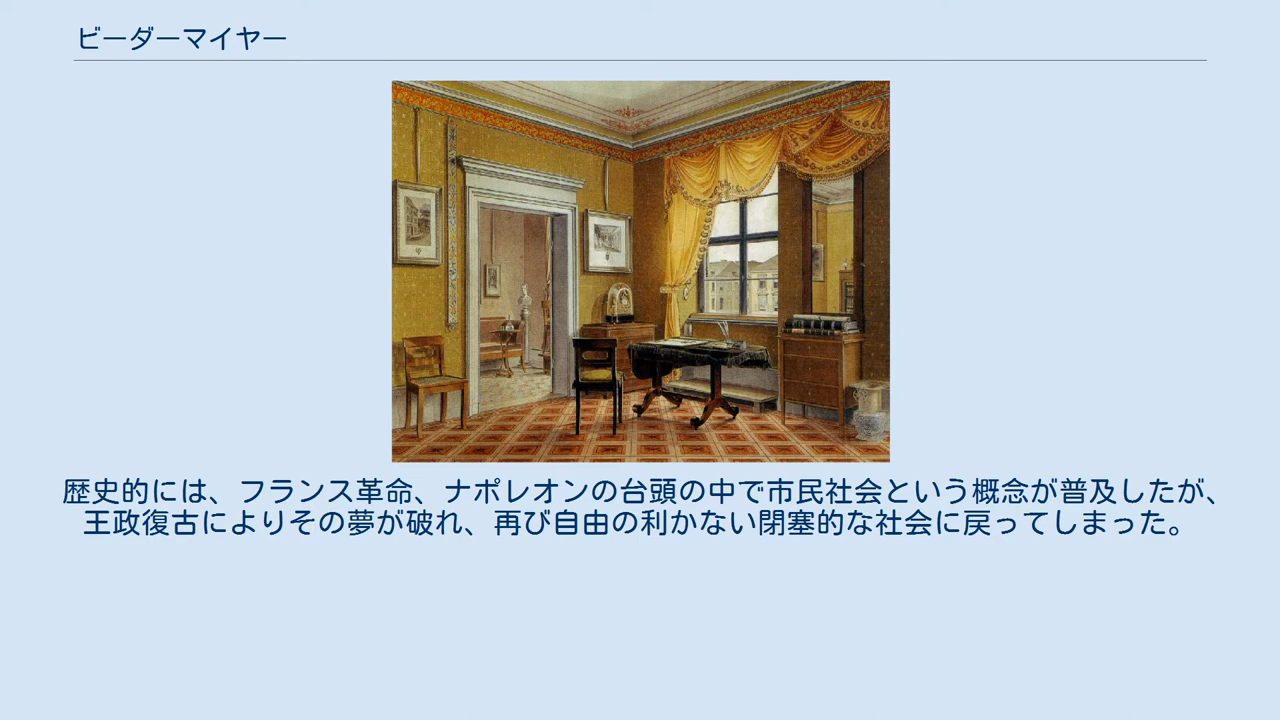 ビーダーマイヤー
歴史的には、フランス革命、ナポレオンの台頭の中で市民社会という概念が普及したが、
王政復古によりその夢が破れ、再び自由の利かない閉塞的な社会に戻ってしまった。